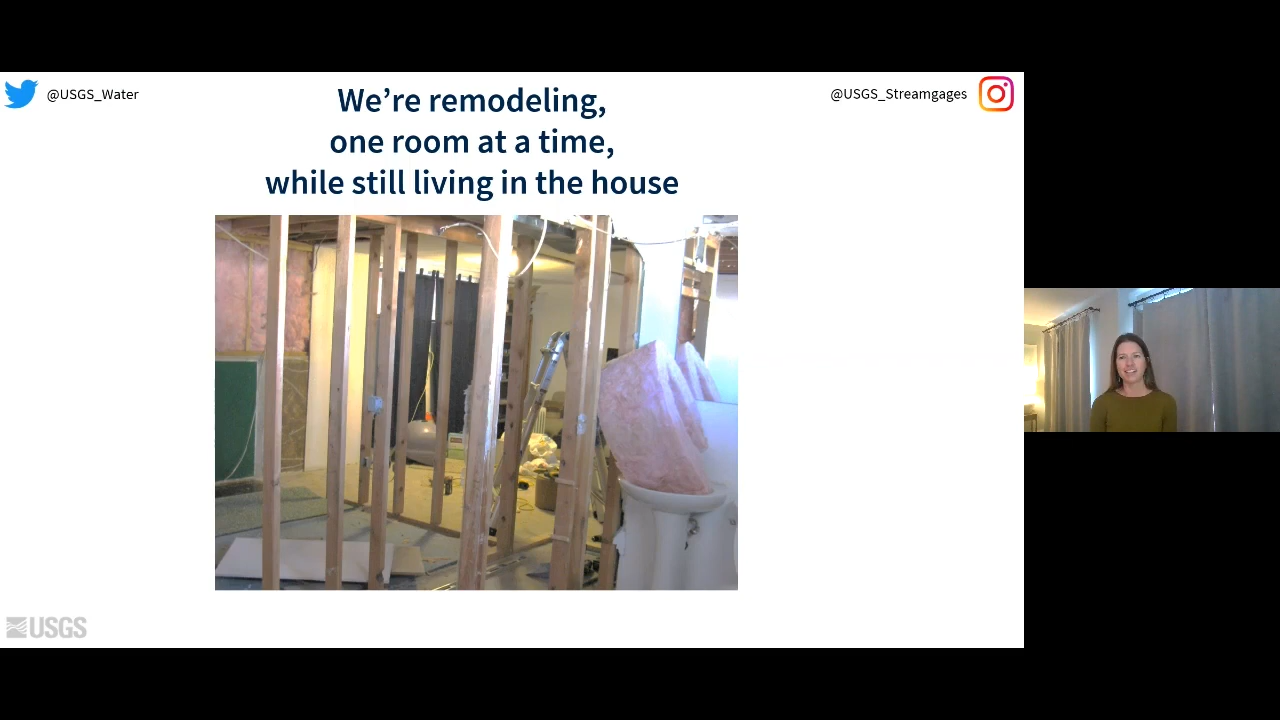 @USGS_Water
We’re remodeling,
one room at a time,
while still living in the house
@USGS_Streamgages
USGS